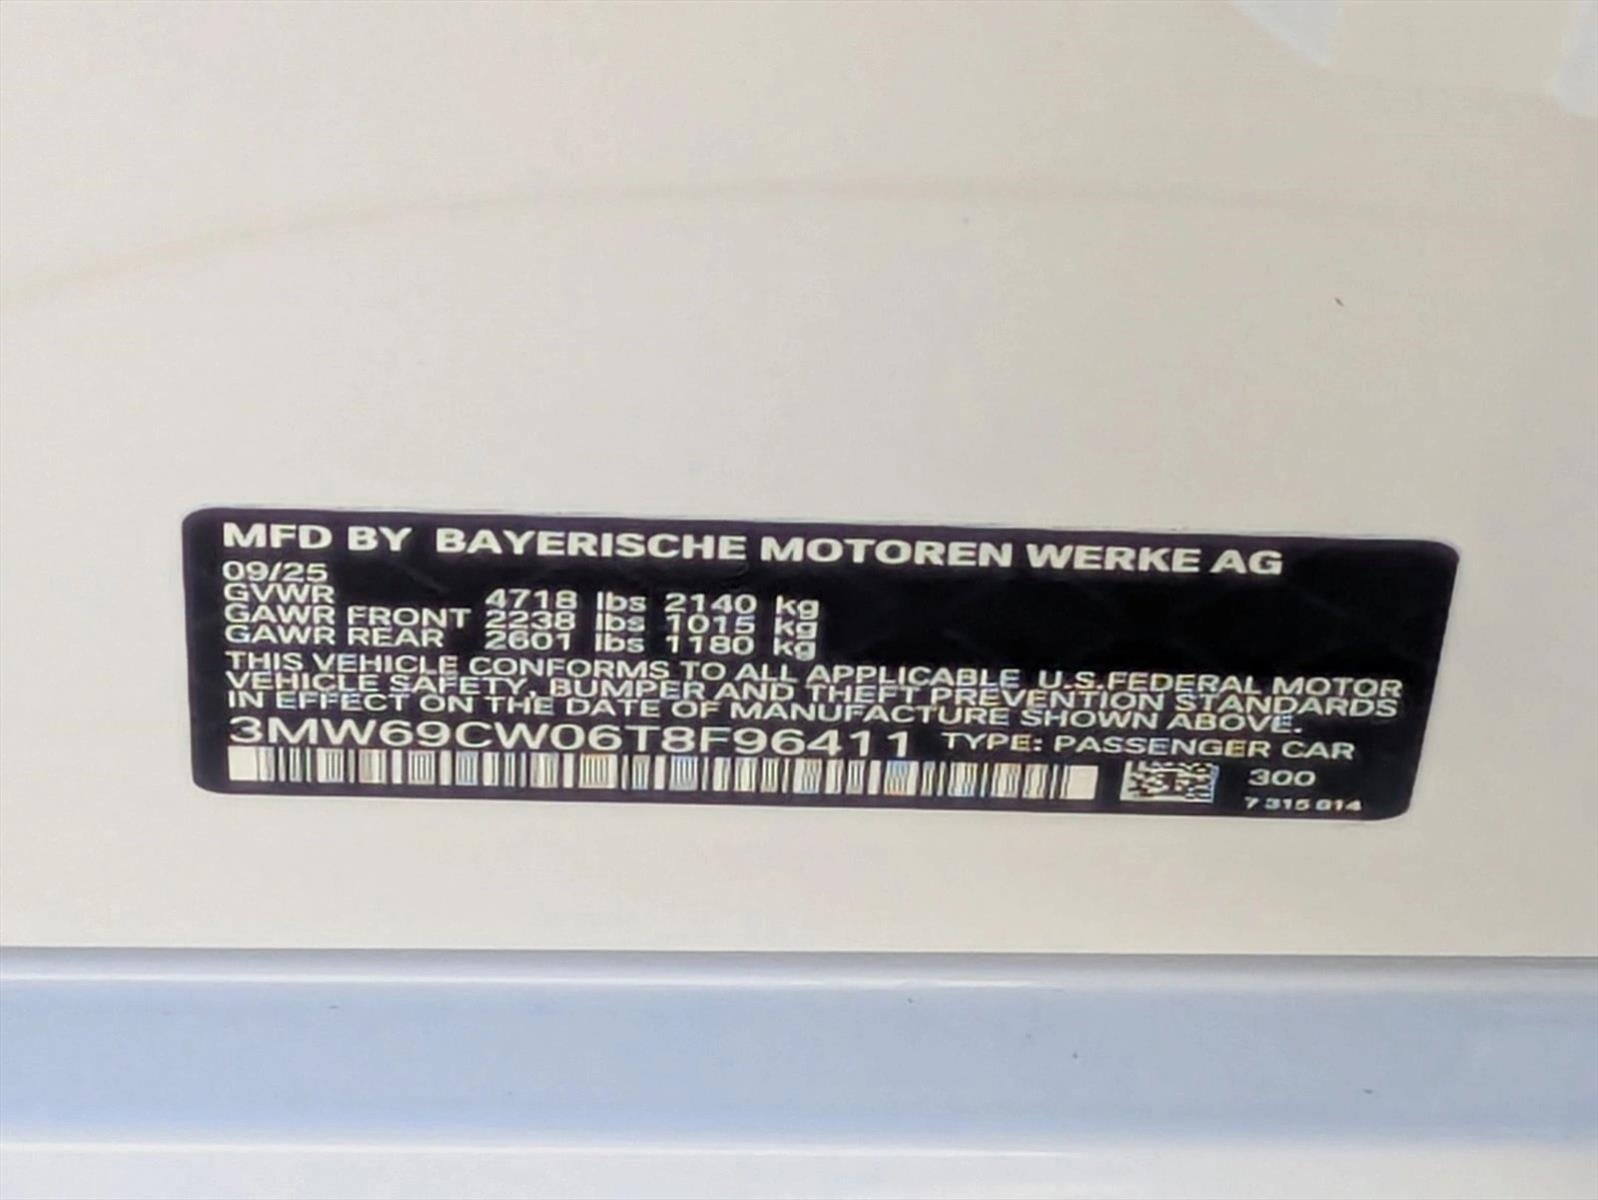 MFD BY BAYERISCHE MOTOREN WERKE AG
09/25
GVWR 4718 lbs 2140 kg
GAWR FRONT 2238 lbs 1015 kg
GAWR REAR 2601 lbs 1180 kg
THIS VEHICLE CONFORMS TO ALL APPLICABLE U.S.FEDERAL MOTOR
VEHICLE SAFETY, BUMPER AND THEFT PREVENTION STANDARDS
IN EFFECT ON THE DATE OF MANUFACTURE SHOWN ABOVE.
3MW69CW06T8F96411 TYPE: PASSENGER CAR
300
7 315 014